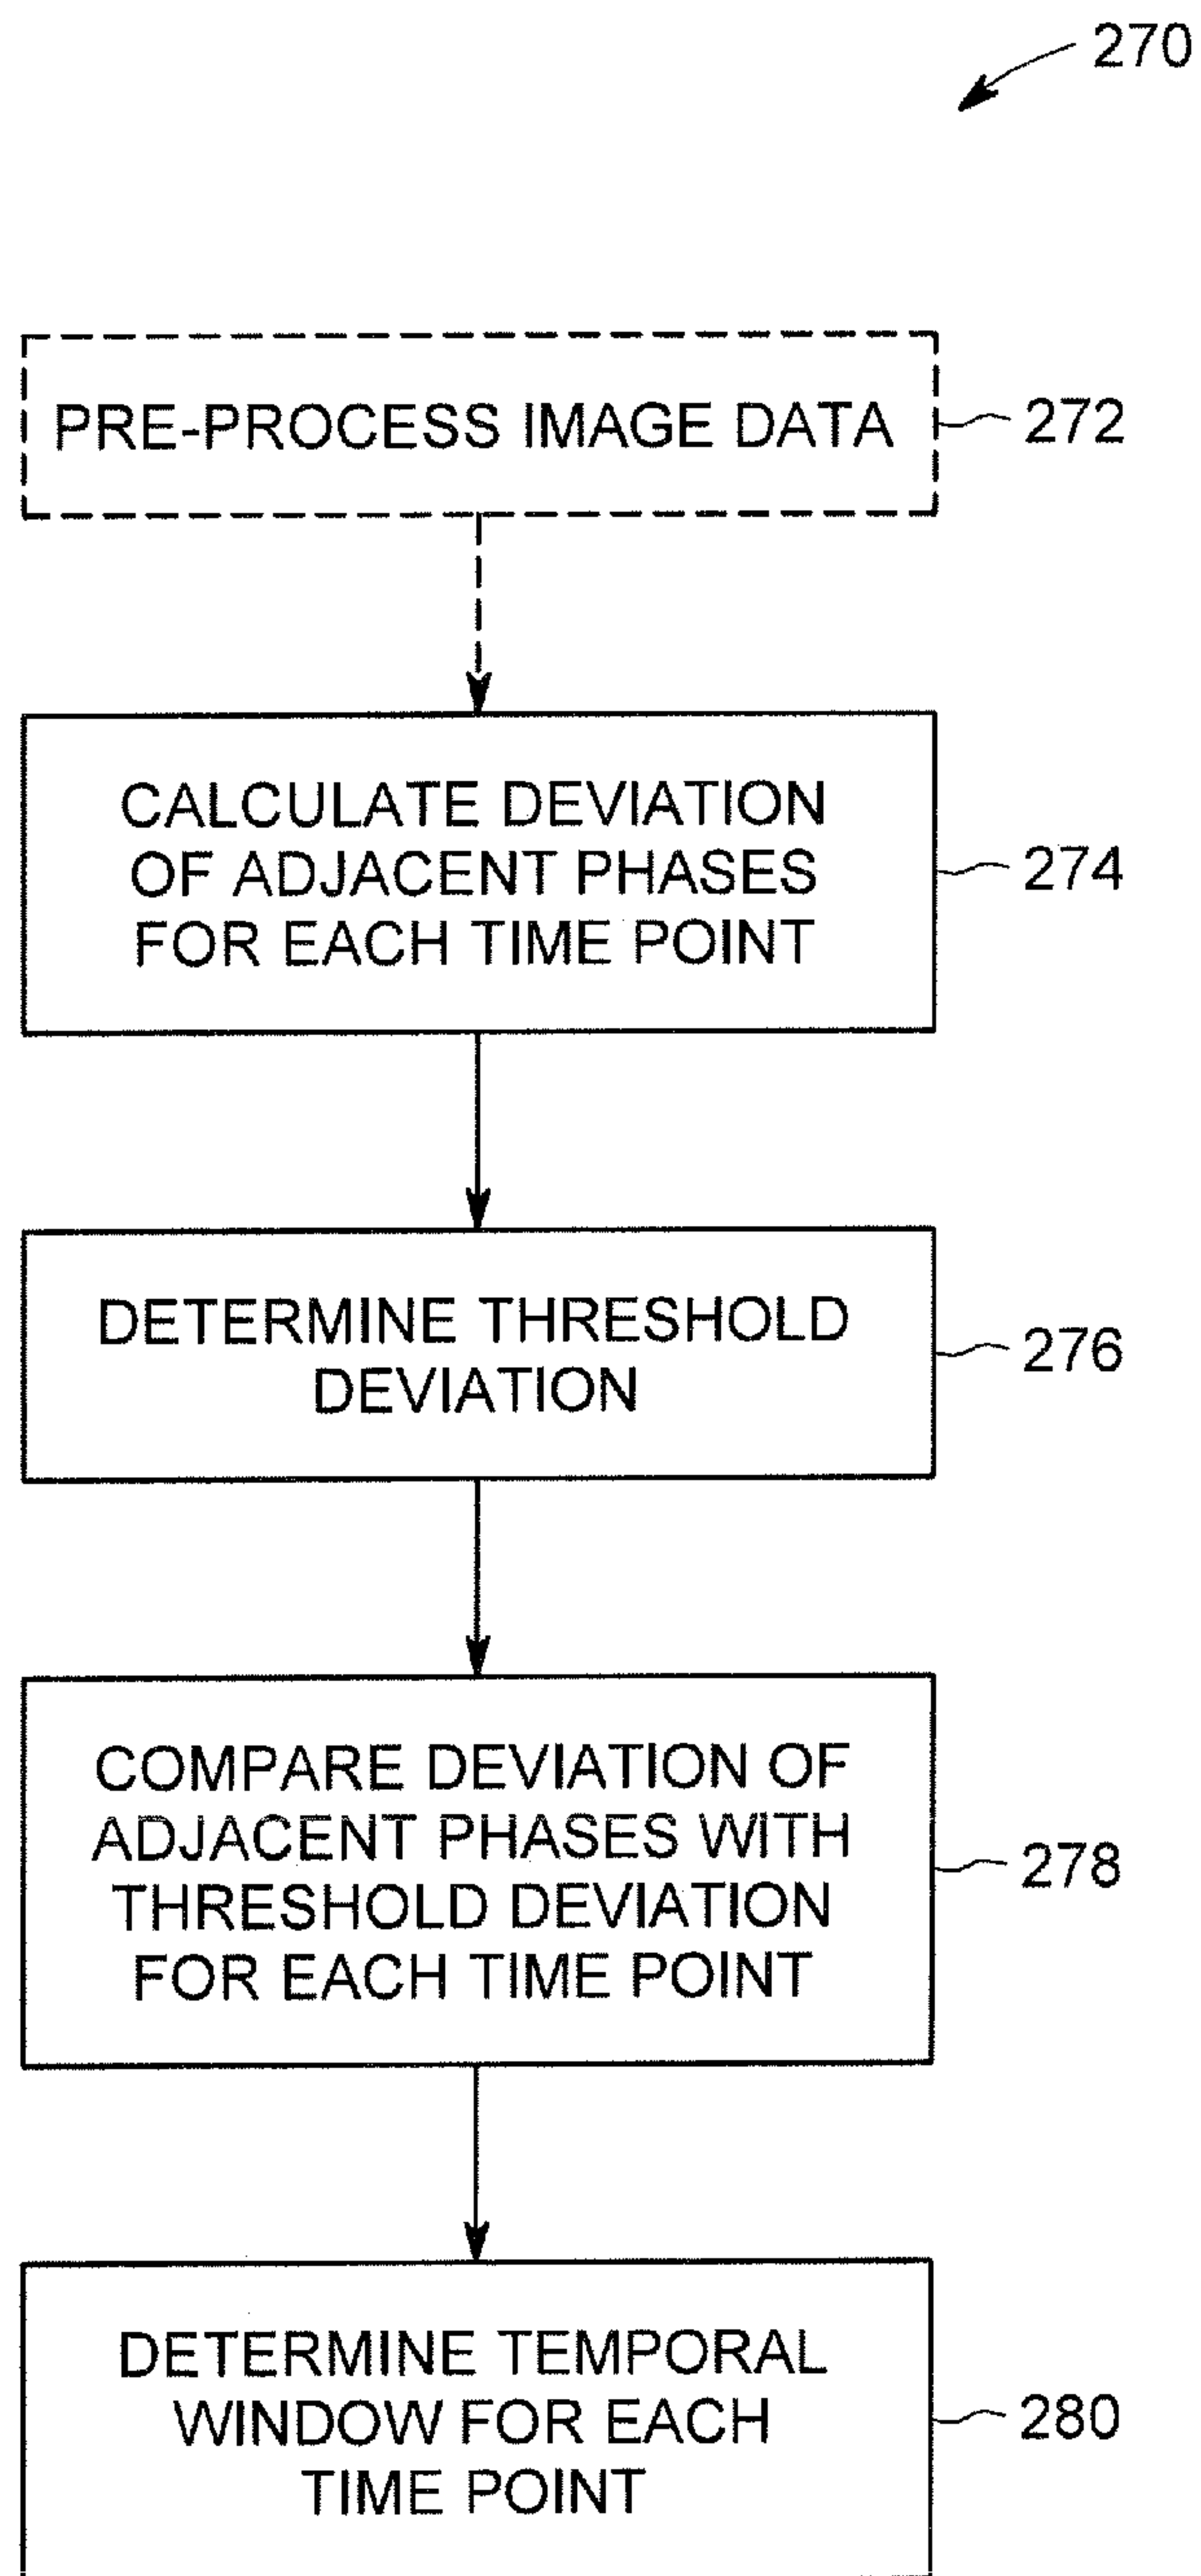 270
PRE-PROCESS IMAGE DATA
272
CALCULATE DEVIATION
OF ADJACENT PHASES
FOR EACH TIME POINT
274
DETERMINE THRESHOLD
DEVIATION
276
COMPARE DEVIATION OF
ADJACENT PHASES WITH
THRESHOLD DEVIATION
FOR EACH TIME POINT
278
DETERMINE TEMPORAL
WINDOW FOR EACH
TIME POINT
280